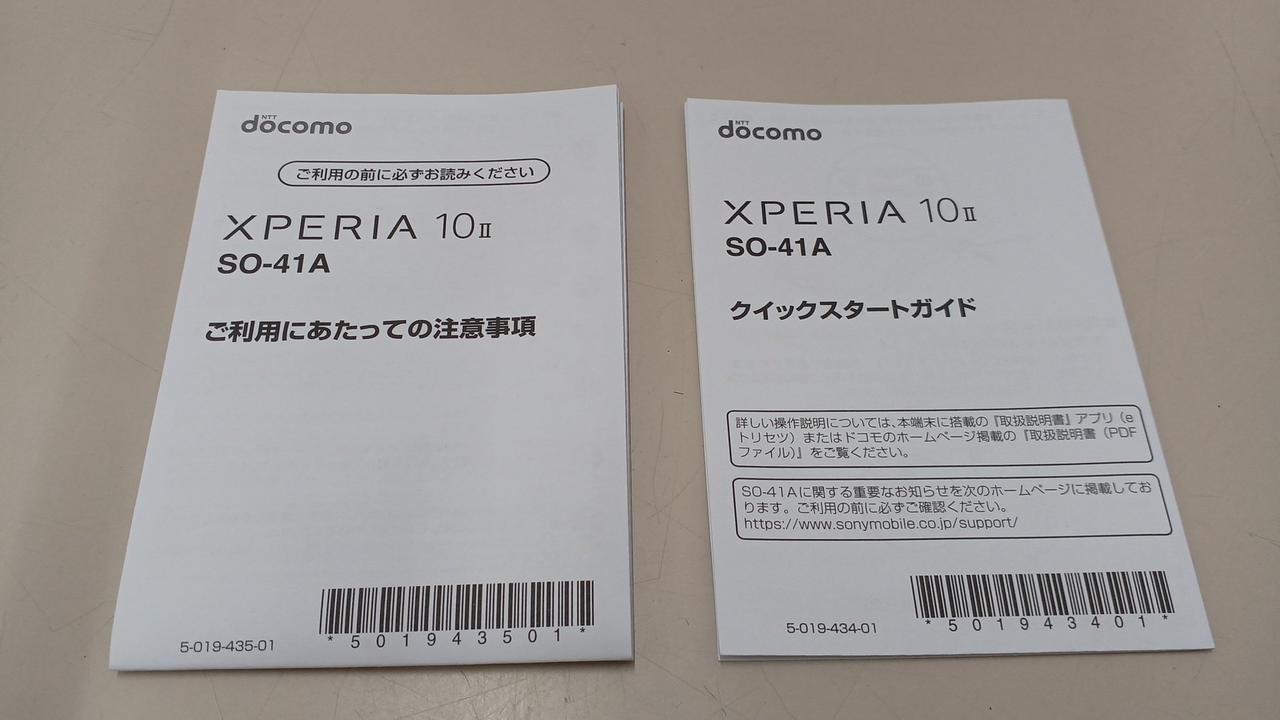 NTT
docomo
ご利用の前に必ずお読みください
XPERIA 10 II
SO-41A
ご利用にあたっての注意事項
5-019-435-01
*501943501*
NTT
docomo
XPERIA 10 II
SO-41A
クイックスタートガイド
詳しい操作説明については、本端末に搭載の『取扱説明書』アプリ（e
トリセツ）またはドコモのホームページ掲載の『取扱説明書（PDF
ファイル）』をご覧ください。
SO-41Aに関する重要なお知らせを次のホームページに掲載してお
ります。ご利用の前に必ずご確認ください。
https://www.sonymobile.co.jp/support/
5-019-434-01
*501943401*